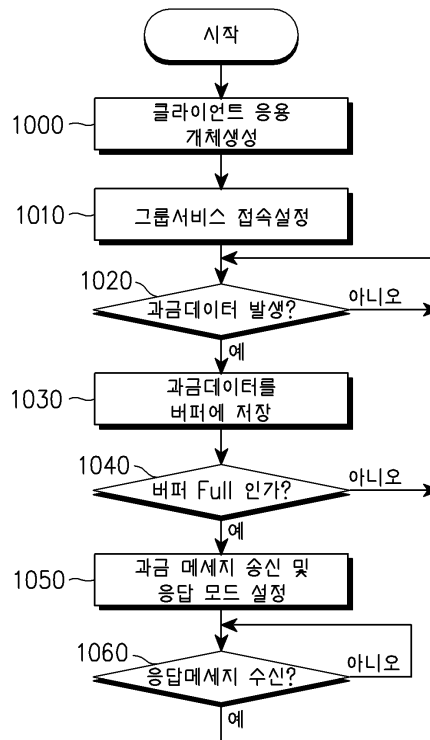 시작
1000
클라이언트 응용
개체생성
1010
그룹서비스 접속설정
1020
과금데이터 발생?
아니오
예
1030
과금데이터를
버퍼에 저장
1040
버퍼 Full 인가?
아니오
예
1050
과금 메세지 송신 및
응답 모드 설정
1060
응답메세지 수신?
아니오
예